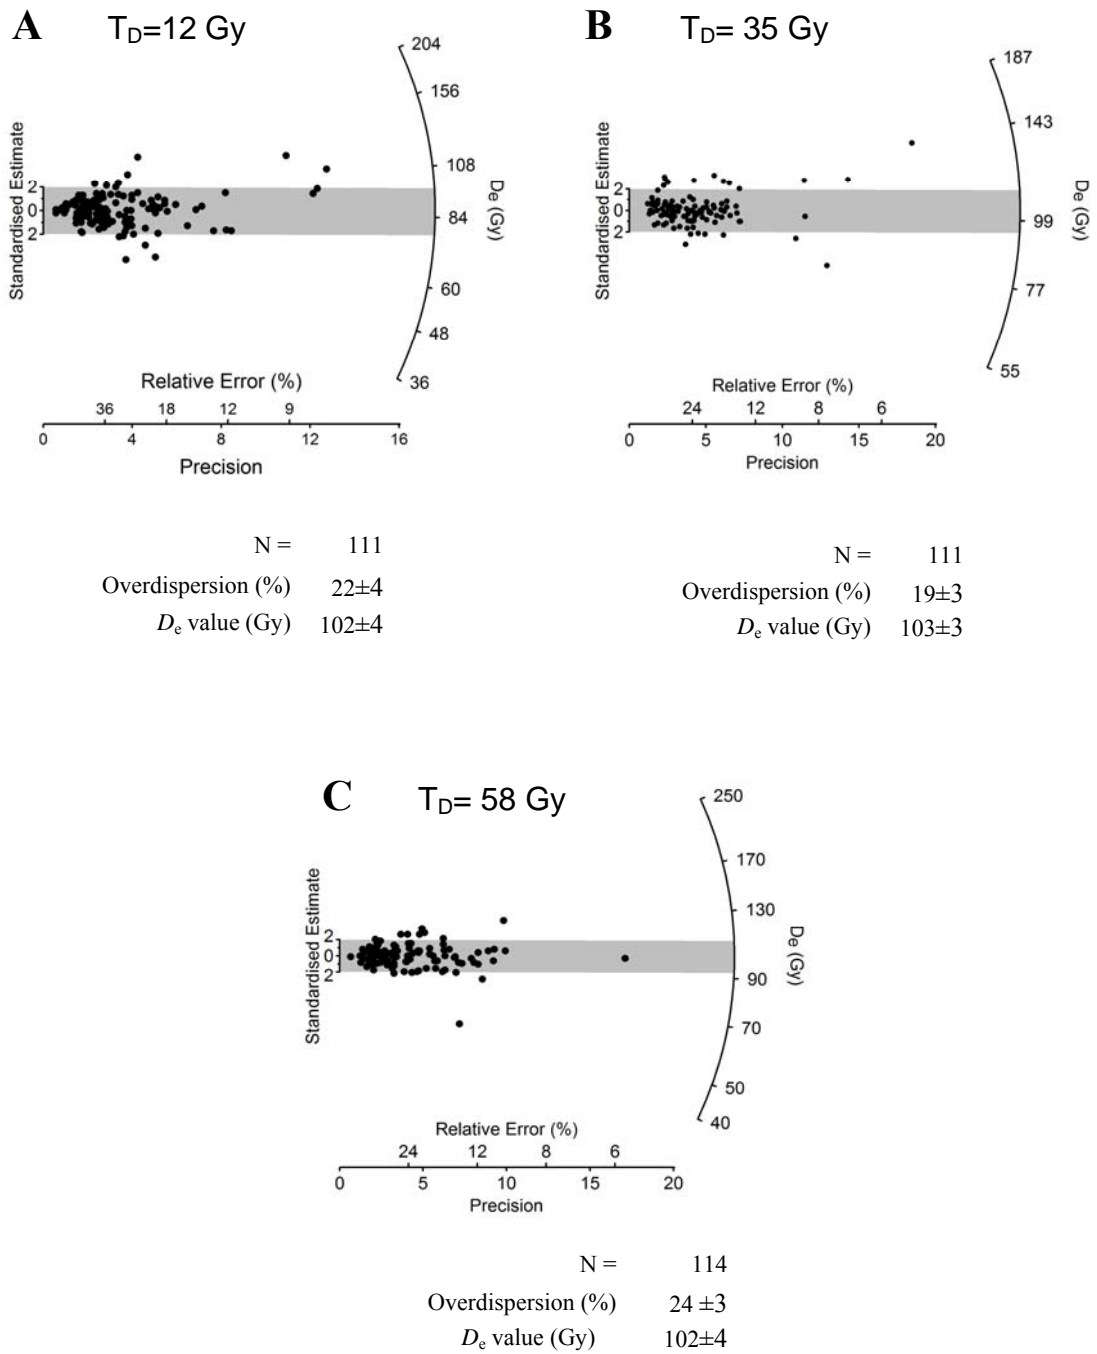 A
T_D=12 Gy
204
156
108
84
60
48
36
De (Gy)
Standardised Estimate
2
0
2
Relative Error (%)
36 18 12 9
0 4 8 12 16
Precision
N = 111
Overdispersion (%) 22±4
De value (Gy) 102±4
B
T_D= 35 Gy
187
143
99
77
55
De (Gy)
Standardised Estimate
2
0
2
Relative Error (%)
24 12 8 6
0 5 10 15 20
Precision
N = 111
Overdispersion (%) 19±3
De value (Gy) 103±3
C
T_D= 58 Gy
250
170
130
90
70
50
40
De (Gy)
Standardised Estimate
2
0
2
Relative Error (%)
24 12 8 6
0 5 10 15 20
Precision
N = 114
Overdispersion (%) 24 ±3
De value (Gy) 102±4